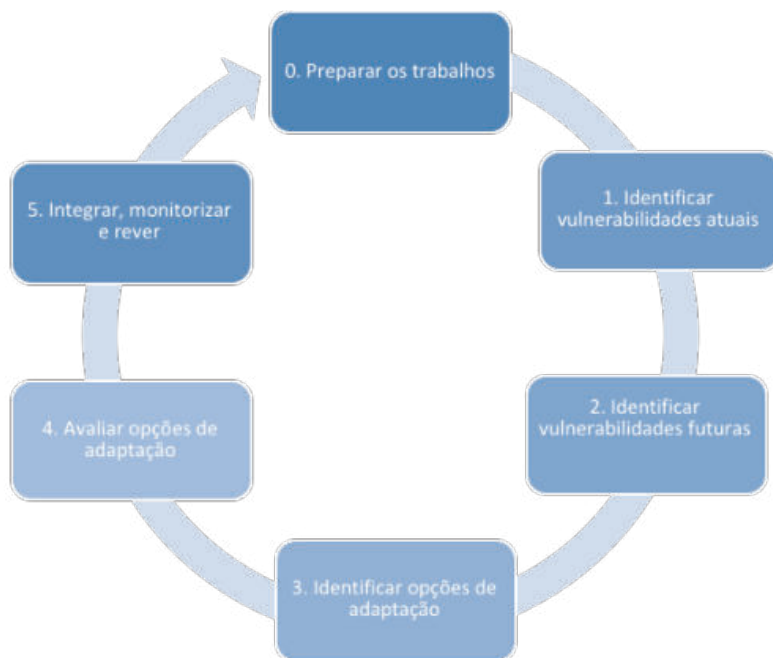 0. Preparar os trabalhos
1. Identificar
vulnerabilidades atuais
2. Identificar
vulnerabilidades futuras
3. Identificar opções de
adaptação
4. Avaliar opções de
adaptação
5. Integrar, monitorizar
e rever